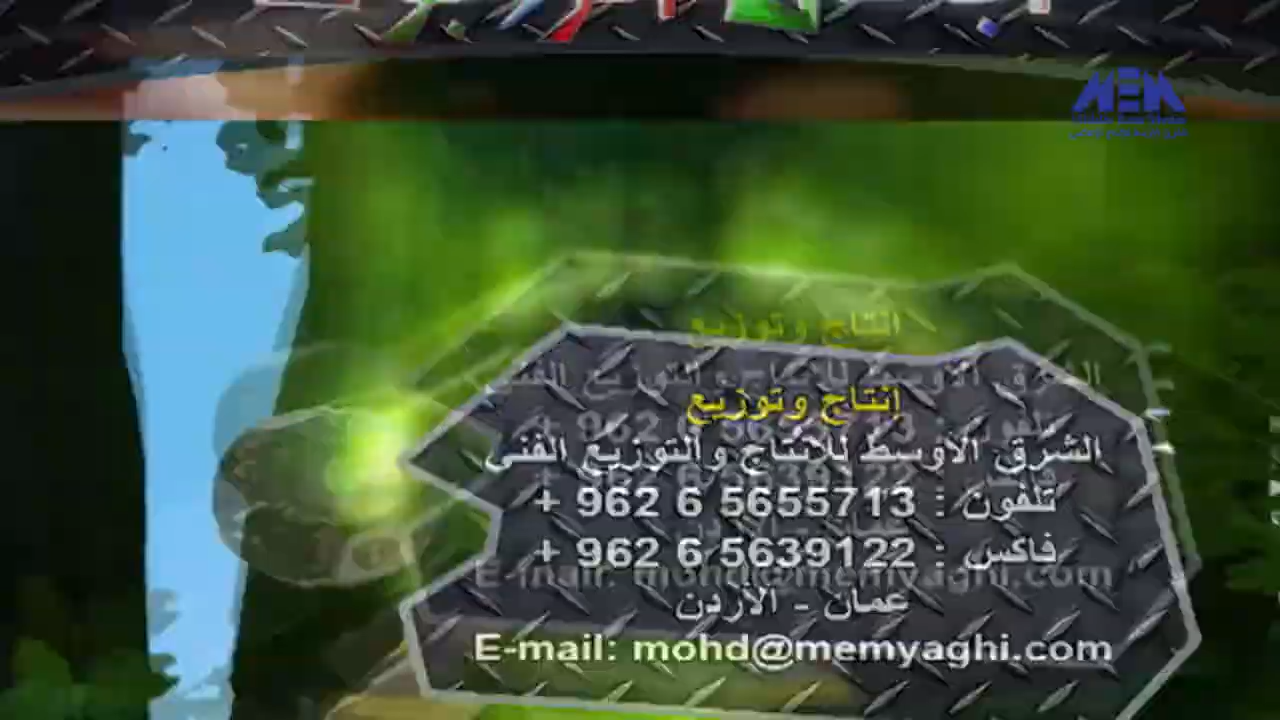 MEM
إنتاج وتوزيع
الشرق الاوسط للانتاج والتوزيع الفنى
تلفون : 5655713 6 962 +
فاكس : 5639122 6 962 +
عمان - الاردن
E-mail: mohd@memyaghi.com